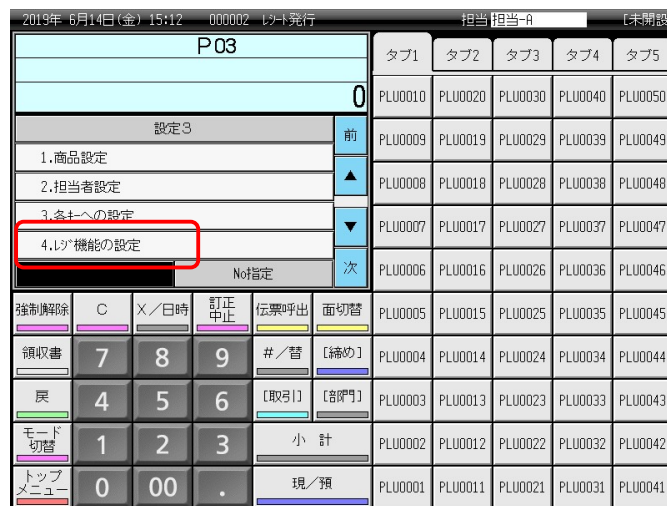 2019年 6月14日(金) 15:12 000002 ﾚｼｰﾄ発行 担当 担当-A [未開設
P03
0
設定3
前
1.商品設定
2.担当者設定
▲
3.各ｷｰへの設定
▼
4.ﾚｼﾞ機能の設定
No指定
次
タブ1 タブ2 タブ3 タブ4 タブ5
PLU0010 PLU0020 PLU0030 PLU0040 PLU0050
PLU0009 PLU0019 PLU0029 PLU0039 PLU0049
PLU0008 PLU0018 PLU0028 PLU0038 PLU0048
PLU0007 PLU0017 PLU0027 PLU0037 PLU0047
PLU0006 PLU0016 PLU0026 PLU0036 PLU0046
強制解除 C X／日時 訂正中止 伝票呼出 面切替 PLU0005 PLU0015 PLU0025 PLU0035 PLU0045
領収書 7 8 9 #／替 [締め] PLU0004 PLU0014 PLU0024 PLU0034 PLU0044
戻 4 5 6 [取引] [部門] PLU0003 PLU0013 PLU0023 PLU0033 PLU0043
モード切替 1 2 3 小 計 PLU0002 PLU0012 PLU0022 PLU0032 PLU0042
トップメニュー 0 00 . 現／預 PLU0001 PLU0011 PLU0021 PLU0031 PLU0041